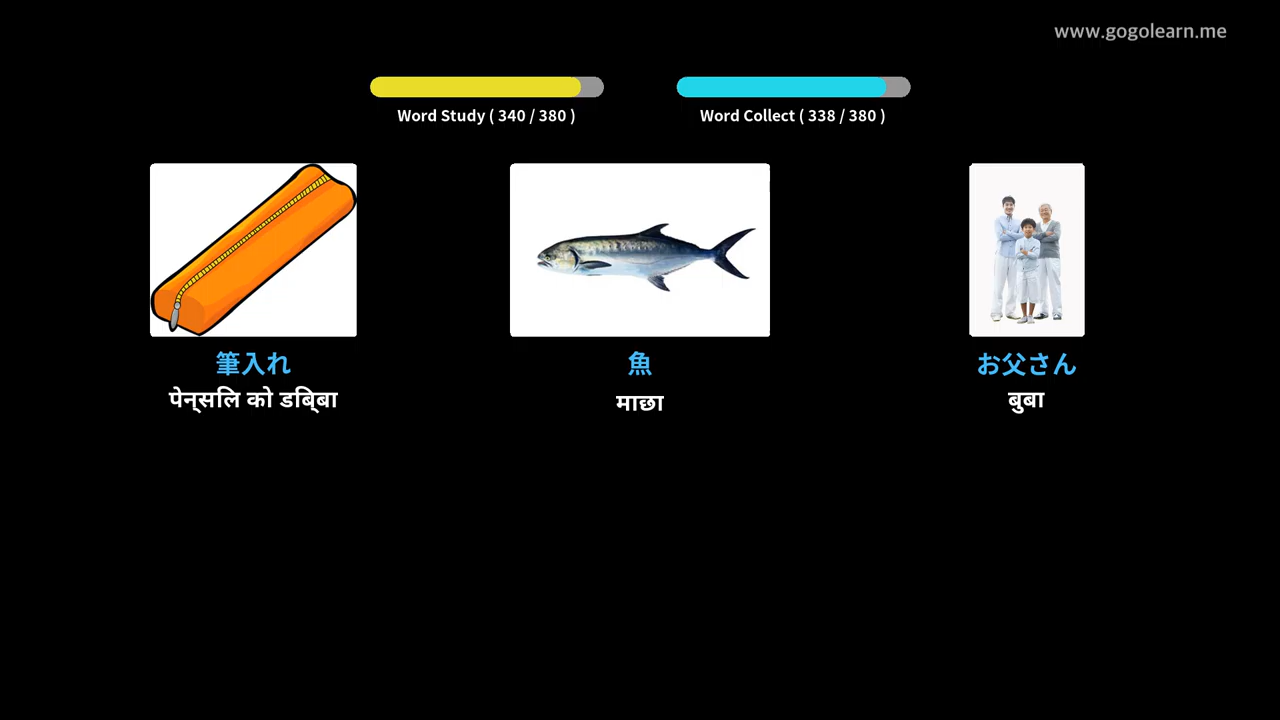 www.gogolearn.me
Word Study ( 340 / 380 )
Word Collect ( 338 / 380 )
筆入れ
魚
お父さん
पेन्सलि को डबि्बा
माछा
बुबा